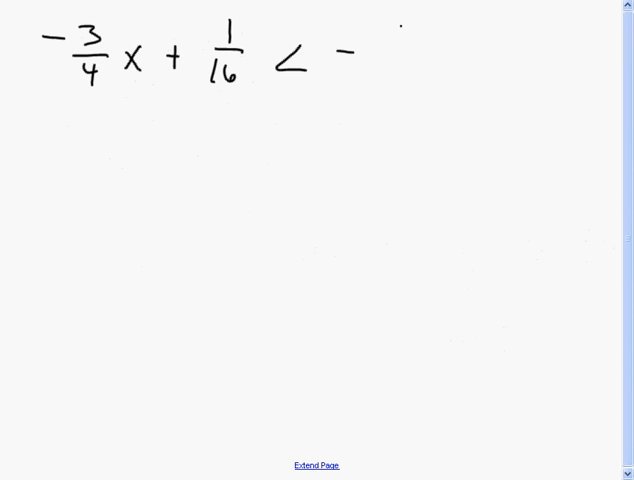 -3/4 x + 1/16 < -
Extend Page